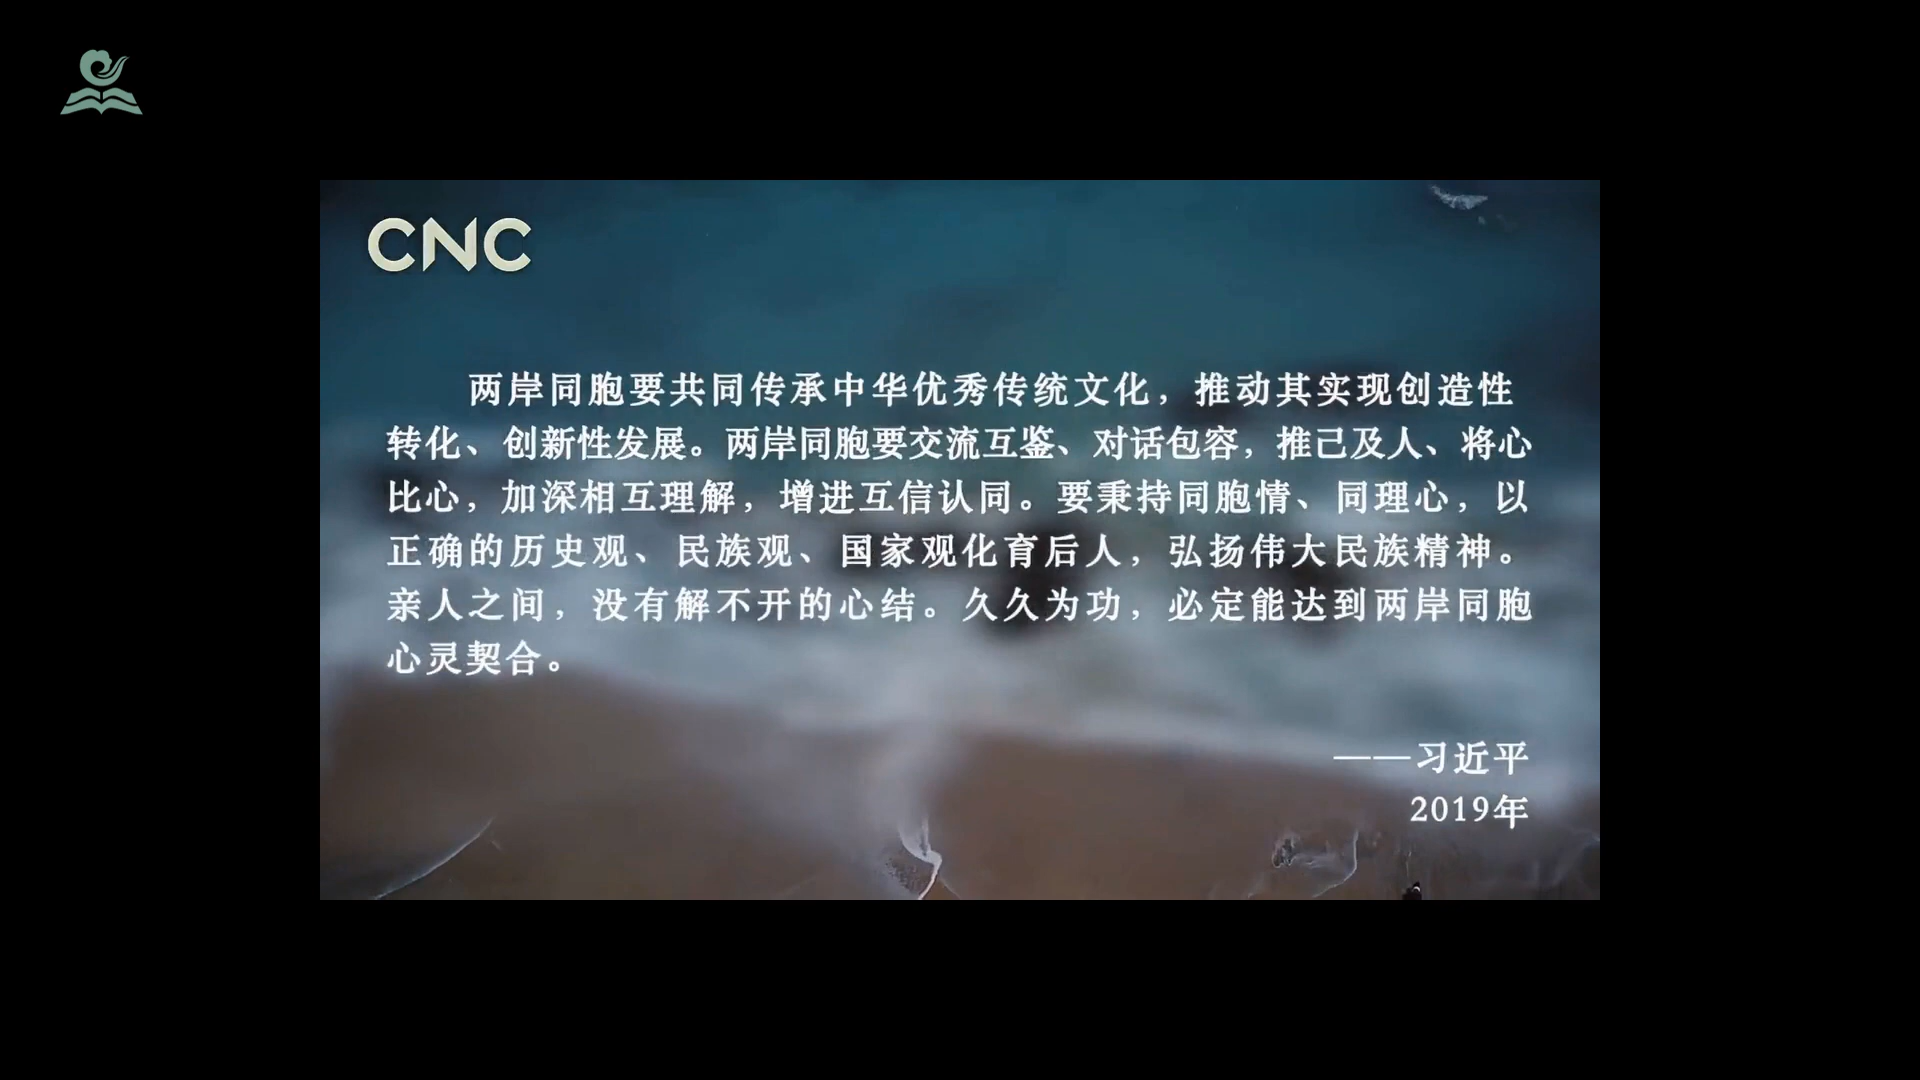 CNC
两岸同胞要共同传承中华优秀传统文化，推动其实现创造性
转化、创新性发展。两岸同胞要交流互鉴、对话包容，推己及人、将心
比心，加深相互理解，增进互信认同。要秉持同胞情、同理心，以
正确的历史观、民族观、国家观化育后人，弘扬伟大民族精神。
亲人之间，没有解不开的心结。久久为功，必定能达到两岸同胞
心灵契合。
——习近平
2019年